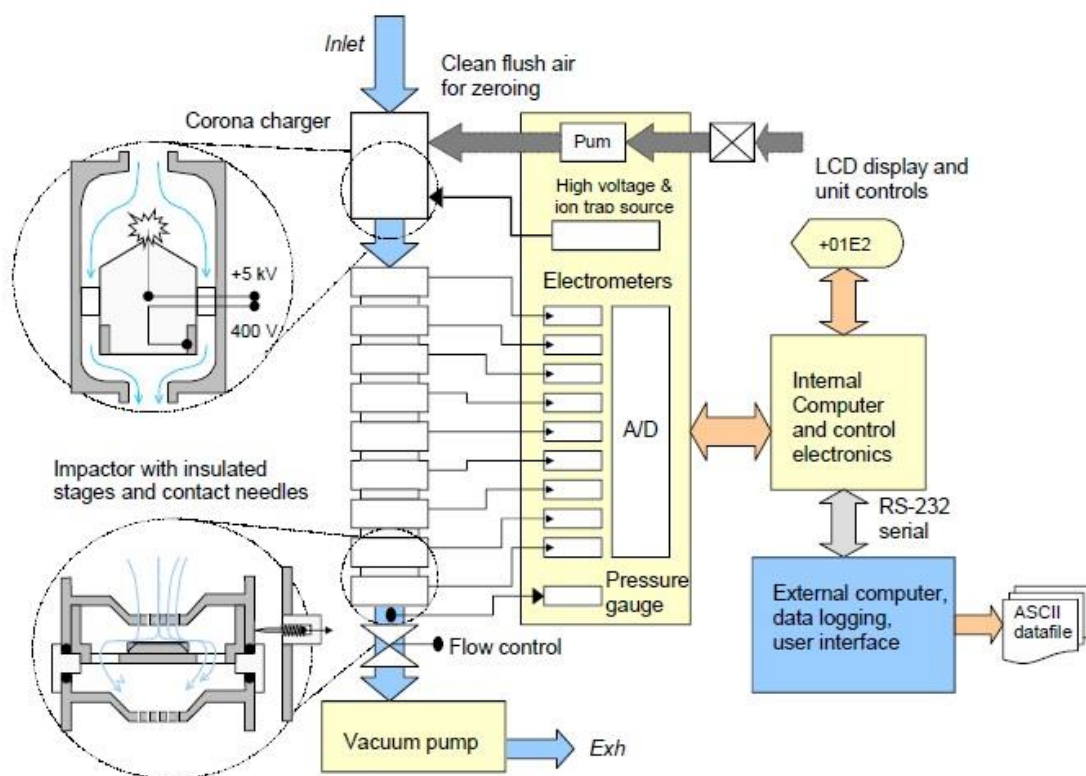 Inlet
Clean flush air
for zeroing
Corona charger
Pum
LCD display and
unit controls
High voltage &
ion trap source
+01E2
+5 kV
400 V
Electrometers
A/D
Internal
Computer
and control
electronics
Impactor with insulated
stages and contact needles
RS-232
serial
Pressure
gauge
External computer,
data logging,
user interface
ASCII
datafile
Flow control
Vacuum pump
Exh